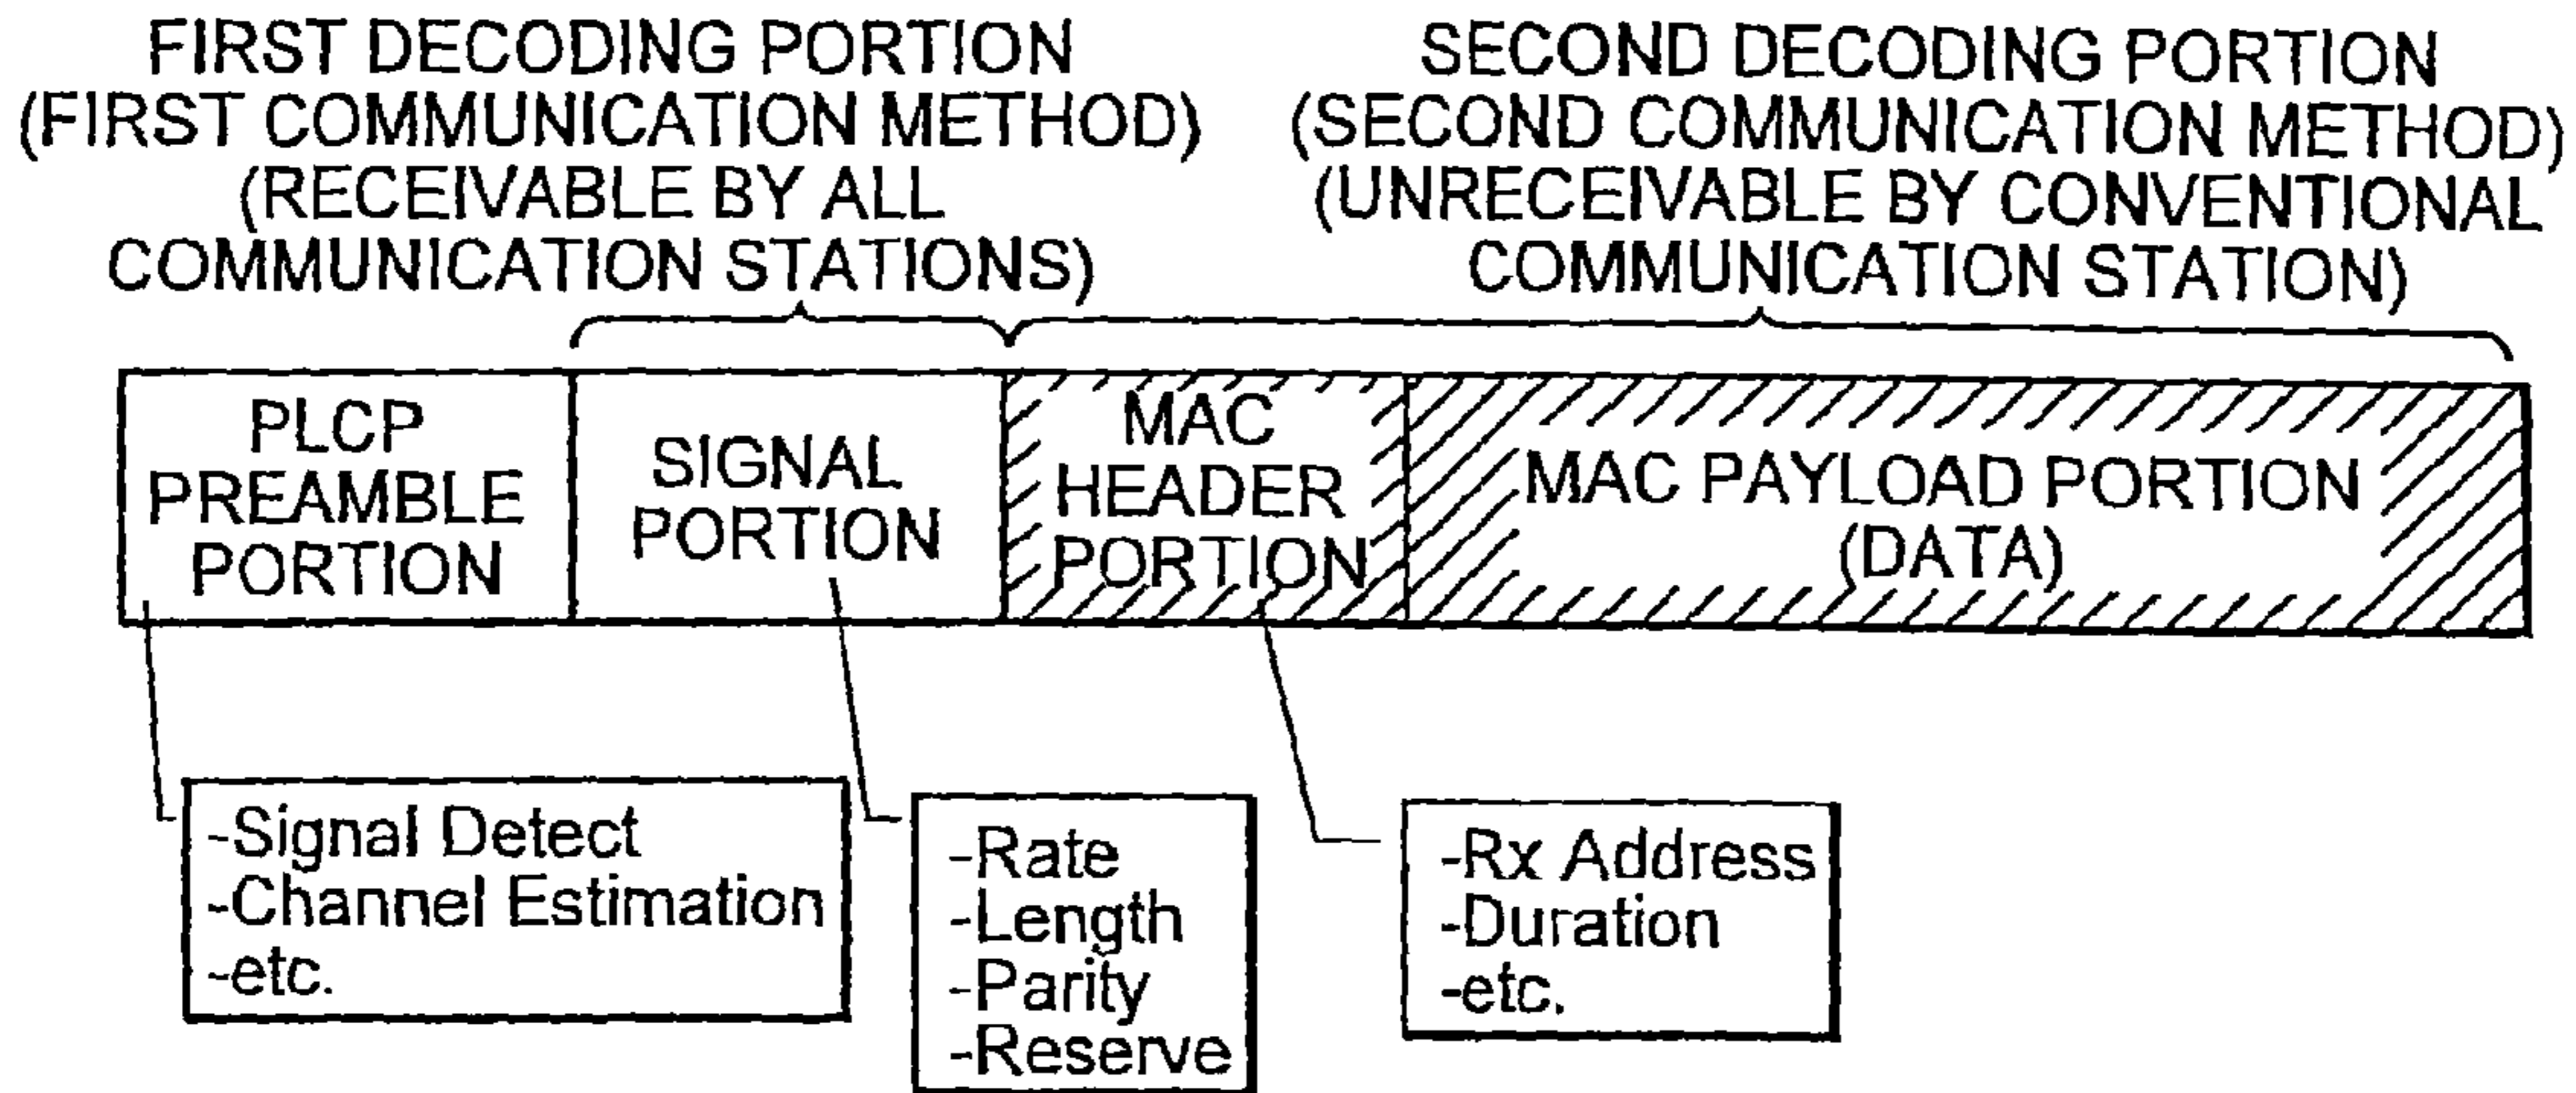 FIRST DECODING PORTION
(FIRST COMMUNICATION METHOD)
(RECEIVABLE BY ALL
COMMUNICATION STATIONS)
SECOND DECODING PORTION
(SECOND COMMUNICATION METHOD)
(UNRECEIVABLE BY CONVENTIONAL
COMMUNICATION STATION)
PLCP
PREAMBLE
PORTION
SIGNAL
PORTION
MAC
HEADER
PORTION
MAC PAYLOAD PORTION
(DATA)
-Signal Detect
-Channel Estimation
-etc.
-Rate
-Length
-Parity
-Reserve
-Rx Address
-Duration
-etc.